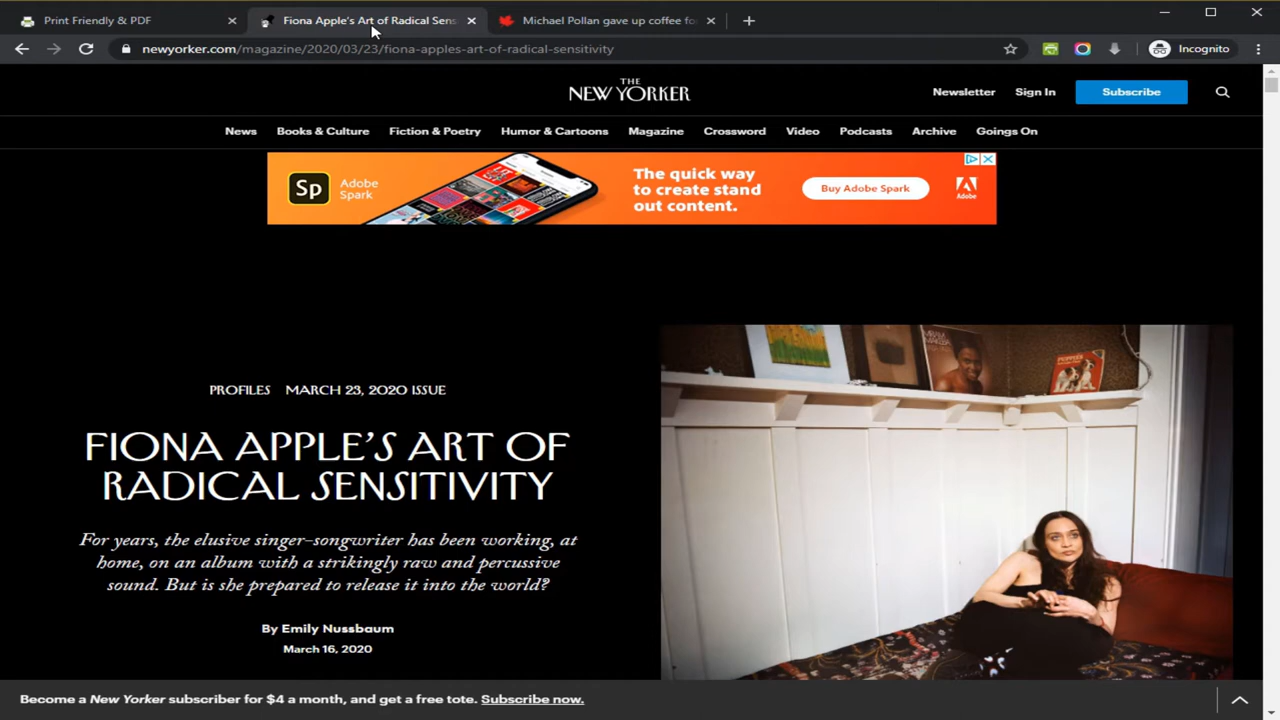 Print Friendly & PDF
Fiona Apple's Art of Radical Sens
Michael Pollan gave up coffee fo
newyorker.com/magazine/2020/03/23/fiona-apples-art-of-radical-sensitivity
Incognito
THE
NEW YORKER
Newsletter
Sign In
Subscribe
News
Books & Culture
Fiction & Poetry
Humor & Cartoons
Magazine
Crossword
Video
Podcasts
Archive
Goings On
Sp
Adobe
Spark
The quick way
to create stand
out content.
Buy Adobe Spark
Adobe
PROFILES MARCH 23, 2020 ISSUE
FIONA APPLE'S ART OF
RADICAL SENSITIVITY
For years, the elusive singer-songwriter has been working, at
home, on an album with a strikingly raw and percussive
sound. But is she prepared to release it into the world?
By Emily Nussbaum
March 16, 2020
Become a New Yorker subscriber for $4 a month, and get a free tote. Subscribe now.